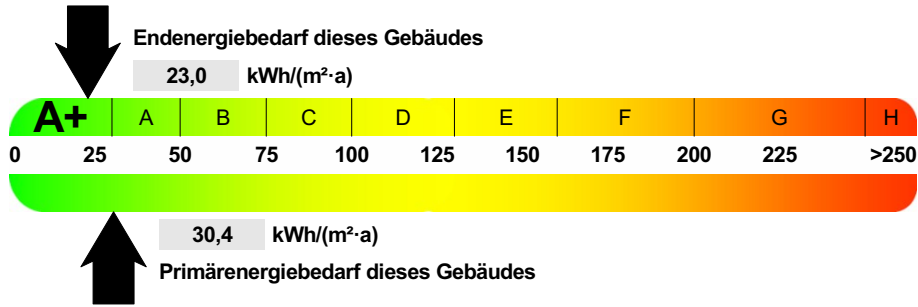 Endenergiebedarf dieses Gebäudes
23,0 kWh/(m²·a)
A+ A B C D E F G H
0 25 50 75 100 125 150 175 200 225 >250
30,4 kWh/(m²·a)
Primärenergiebedarf dieses Gebäudes